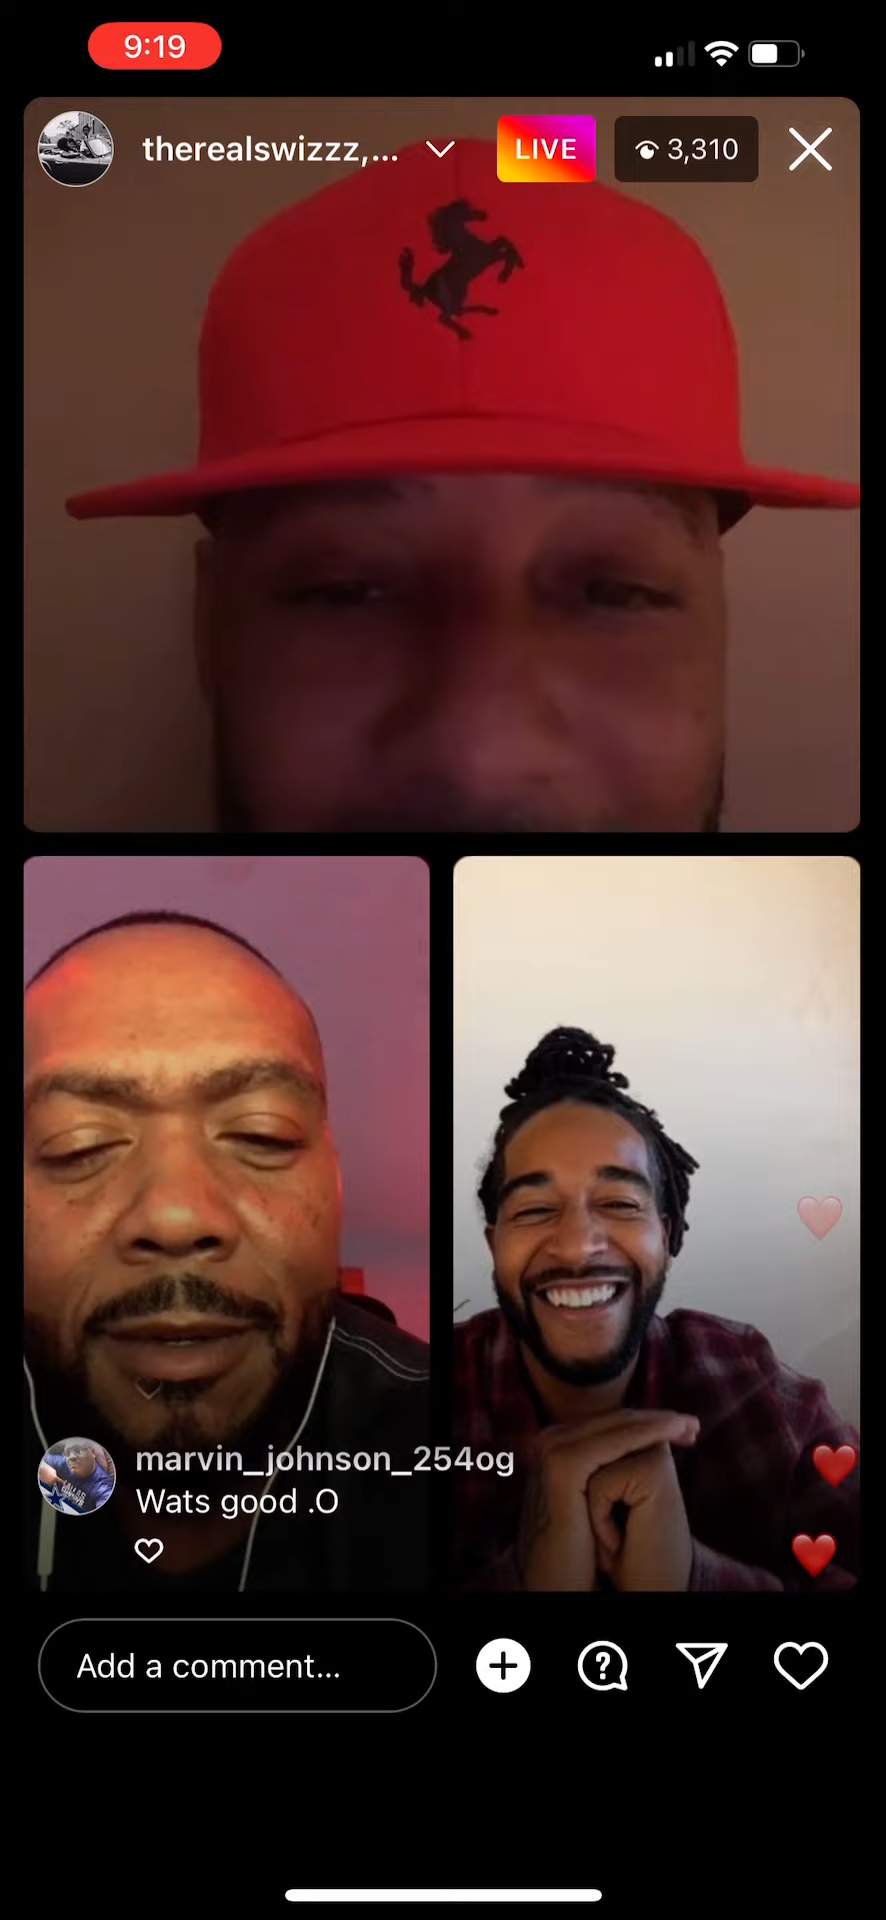 9:19
therealswizzz,...
LIVE
3,310
marvin_johnson_254og
Wats good .O
Add a comment...